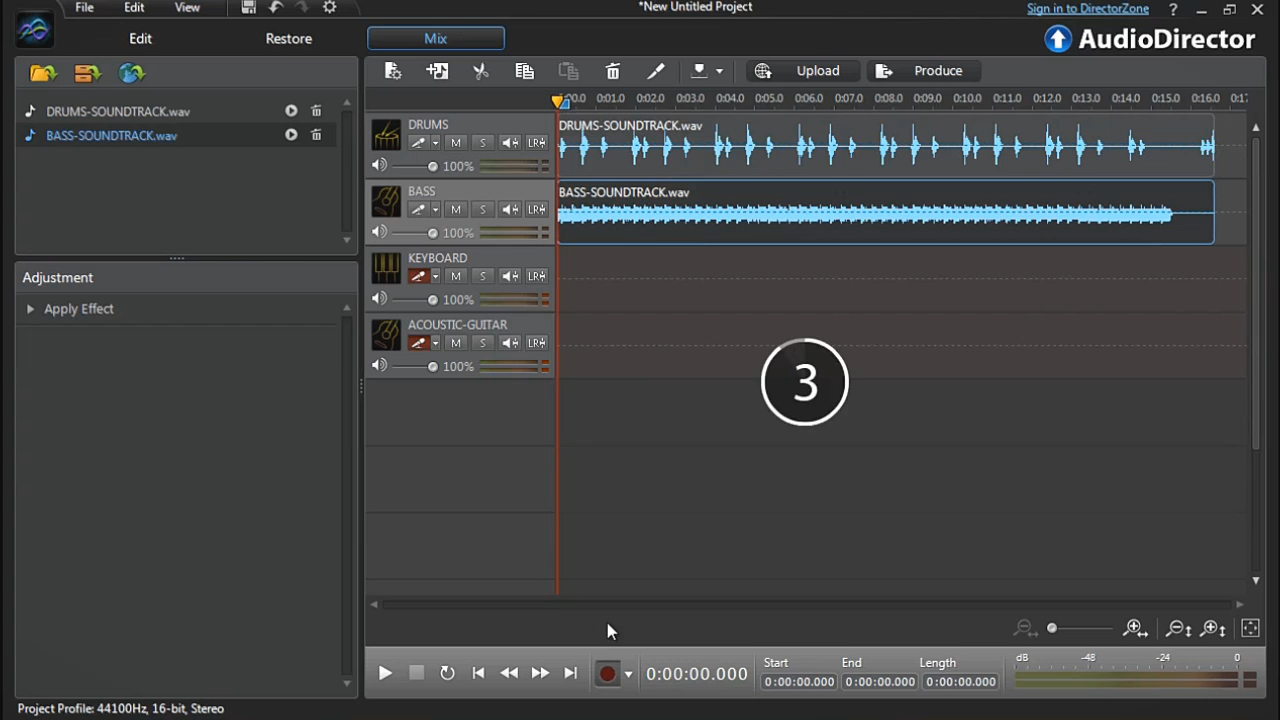 File Edit View
*New Untitled Project
Sign in to DirectorZone ?
Edit Restore Mix
AudioDirector
Upload Produce
DRUMS-SOUNDTRACK.wav
BASS-SOUNDTRACK.wav
:00.0 0:01.0 0:02.0 0:03.0 0:04.0 0:05.0 0:06.0 0:07.0 0:08.0 0:09.0 0:10.0 0:11.0 0:12.0 0:13.0 0:14.0 0:15.0 0:16.0 0:17
DRUMS
M S LR
100%
DRUMS-SOUNDTRACK.wav
BASS
M S LR
100%
BASS-SOUNDTRACK.wav
KEYBOARD
M S LR
100%
ACOUSTIC-GUITAR
M S LR
100%
3
Adjustment
Apply Effect
0:00:00.000
Start End Length
0:00:00.000 0:00:00.000 0:00:00.000
dB -48 -24 0
Project Profile: 44100Hz, 16-bit, Stereo